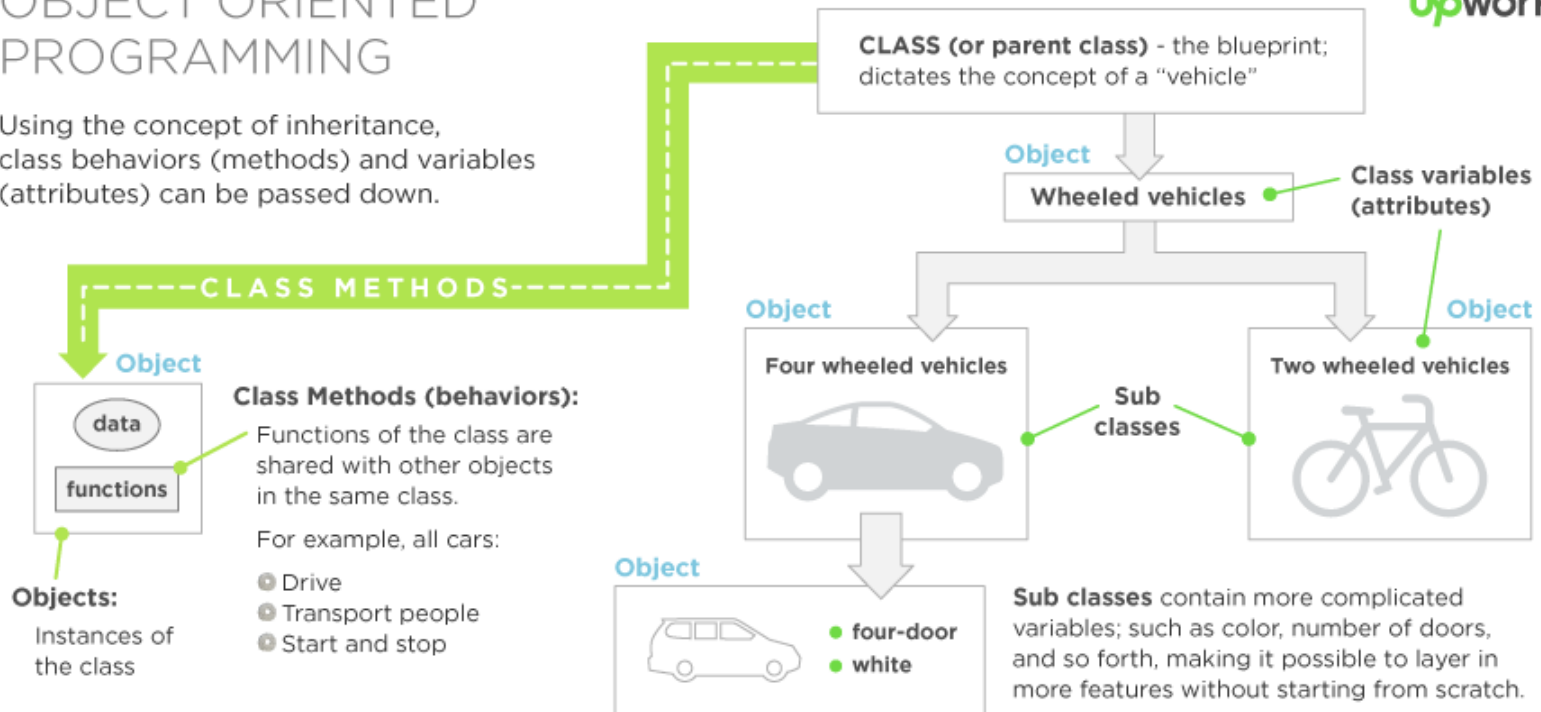 OBJECT ORIENTED
PROGRAMMING
Using the concept of inheritance,
class behaviors (methods) and variables
(attributes) can be passed down.
upwork
CLASS (or parent class) - the blueprint;
dictates the concept of a “vehicle”
Object
Wheeled vehicles
Class variables
(attributes)
CLASS METHODS
Object
Four wheeled vehicles
Object
Two wheeled vehicles
Sub
classes
Object
data
functions
Class Methods (behaviors):
Functions of the class are
shared with other objects
in the same class.
For example, all cars:
Drive
Transport people
Start and stop
Objects:
Instances of
the class
Object
four-door
white
Sub classes contain more complicated
variables; such as color, number of doors,
and so forth, making it possible to layer in
more features without starting from scratch.